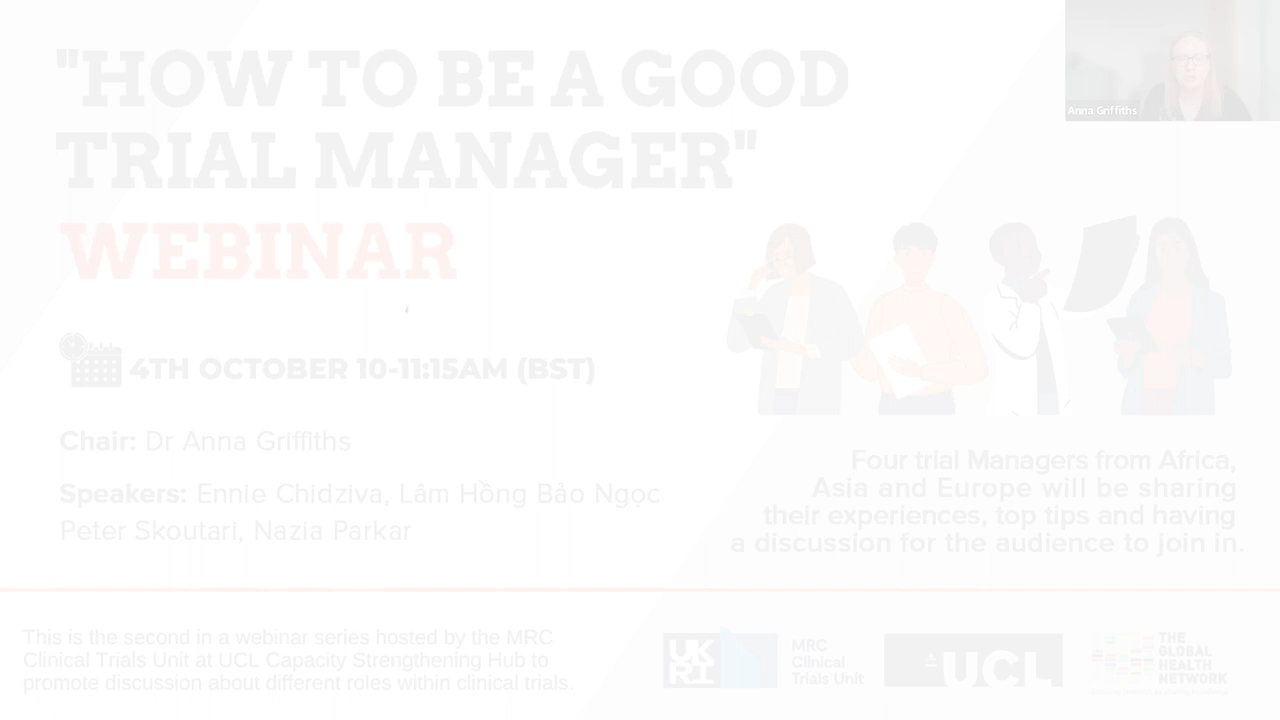 "HOW TO BE A GOOD
TRIAL MANAGER"
WEBINAR
Anna Griffiths
4TH OCTOBER 10-11:15AM (BST)
Chair: Dr Anna Griffiths
Speakers: Ennie Chidziva, Lâm Hồng Bảo Ngọc
Peter Skoutari, Nazia Parkar
Four trial Managers from Africa,
Asia and Europe will be sharing
their experiences, top tips and having
a discussion for the audience to join in.
This is the second in a webinar series hosted by the MRC
Clinical Trials Unit at UCL Capacity Strengthening Hub to
promote discussion about different roles within clinical trials.
UK
RI
MRC
Clinical
Trials Unit
UCL
THE
GLOBAL
HEALTH
NETWORK